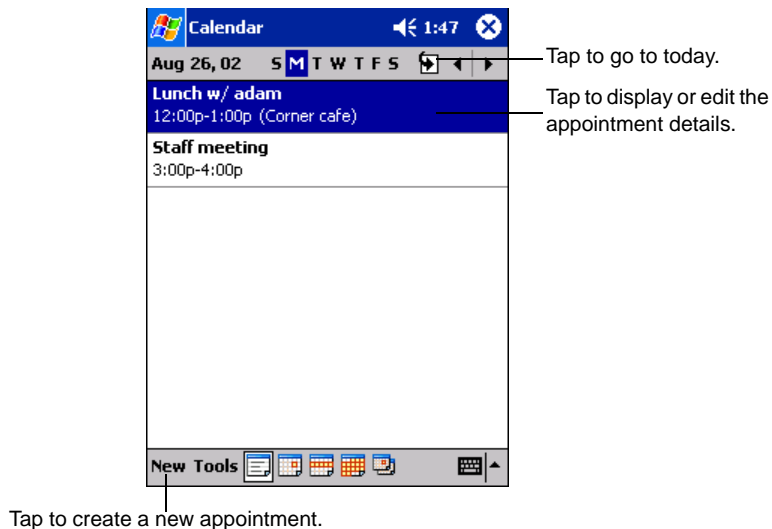 Calendar 1:47
Aug 26, 02 S M T W T F S
Tap to go to today.
Lunch w/ adam
12:00p-1:00p (Corner cafe)
Tap to display or edit the
appointment details.
Staff meeting
3:00p-4:00p
New Tools
Tap to create a new appointment.